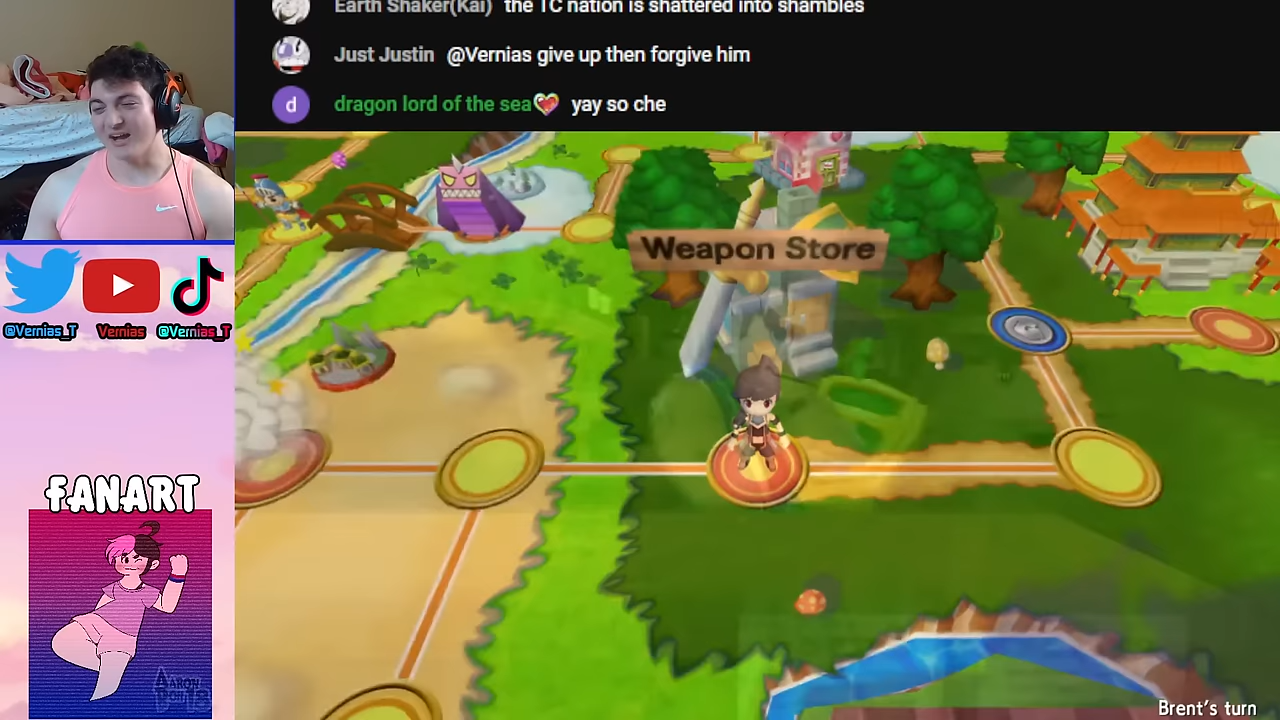 Earth Shaker(Kai) the TC nation is shattered into shambles
Just Justin @Vernias give up then forgive him
d dragon lord of the sea yay so che
Weapon Store
@Vernias_T Vernias @Vernias_T
FANART
Brent's turn